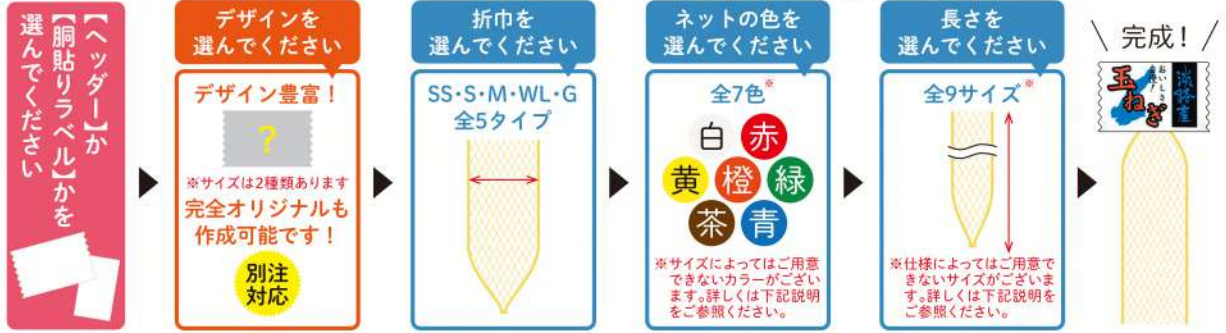 【ヘッダー】か
【胴貼りラベル】かを
選んでください
デザインを
選んでください
デザイン豊富！
?
※サイズは2種類あります
完全オリジナルも
作成可能です！
別注
対応
折巾を
選んでください
SS・S・M・WL・G
全5タイプ
ネットの色を
選んでください
全7色※
白 赤
黄 橙 緑
茶 青
※サイズによってはご用意
できないカラーがござい
ます。詳しくは下記説明
をご参照ください。
長さを
選んでください
全9サイズ※
※仕様によってはご用意で
きないサイズがございま
す。詳しくは下記説明を
ご参照ください。
\ 完成！ /
淡路産
おいしさ
玉ねぎ